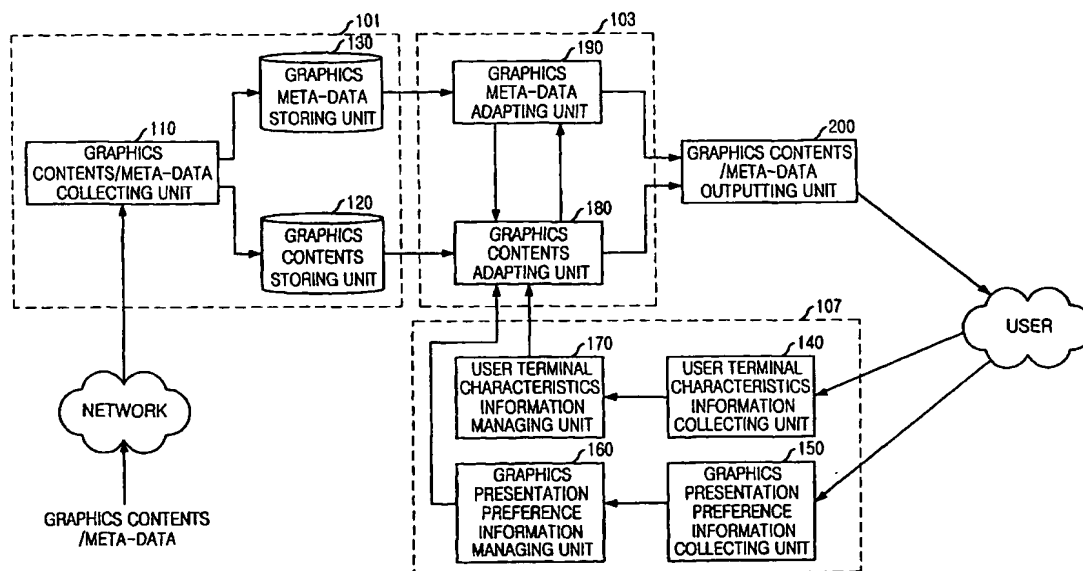 101
130
GRAPHICS
META-DATA
STORING UNIT
110
GRAPHICS
CONTENTS/META-DATA
COLLECTING UNIT
120
GRAPHICS
CONTENTS
STORING UNIT
NETWORK
GRAPHICS CONTENTS
/META-DATA
103
190
GRAPHICS
META-DATA
ADAPTING UNIT
180
GRAPHICS
CONTENTS
ADAPTING UNIT
200
GRAPHICS CONTENTS
/META-DATA
OUTPUTTING UNIT
USER
107
170
USER TERMINAL
CHARACTERISTICS
INFORMATION
MANAGING UNIT
140
USER TERMINAL
CHARACTERISTICS
INFORMATION
COLLECTING UNIT
160
GRAPHICS
PRESENTATION
PREFERENCE
INFORMATION
MANAGING UNIT
150
GRAPHICS
PRESENTATION
PREFERENCE
INFORMATION
COLLECTING UNIT